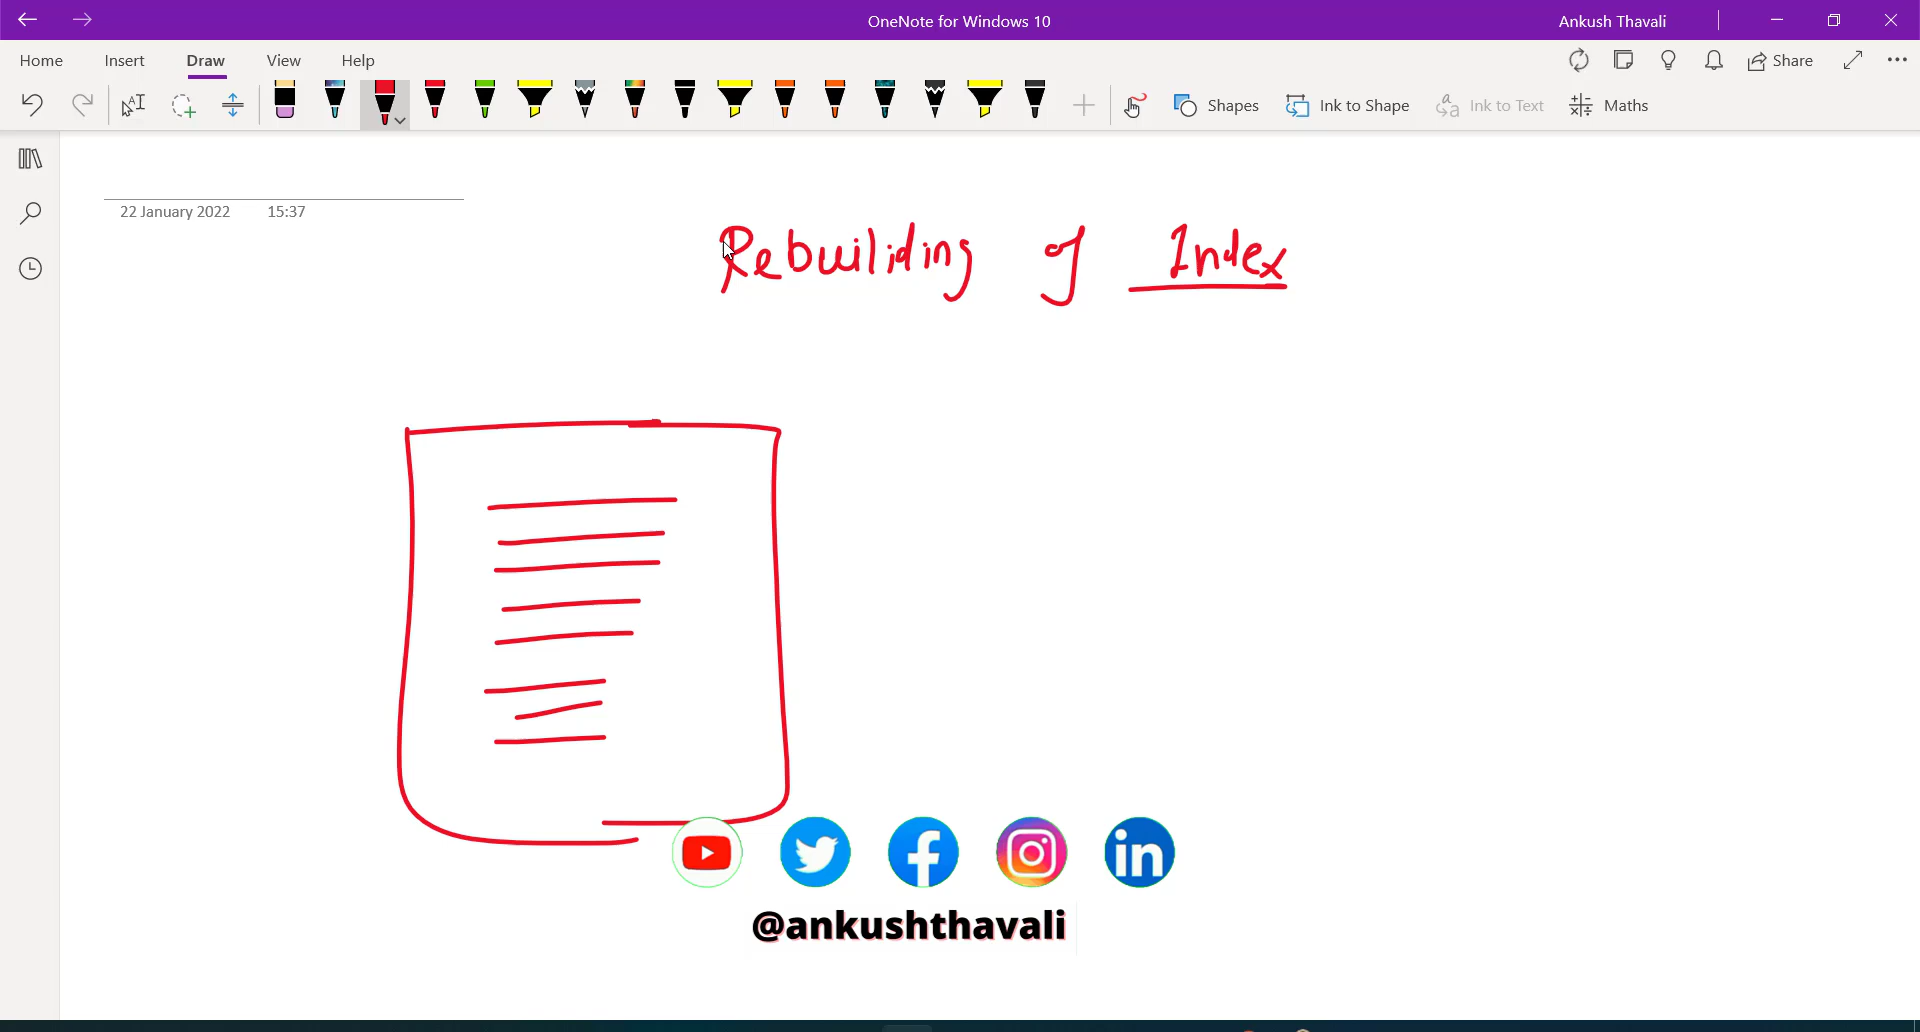 OneNote for Windows 10
Ankush Thavali
Home Insert Draw View Help
Share
Shapes Ink to Shape Ink to Text Maths
22 January 2022 15:37
Rebuiliding of Index
@ankushthavali